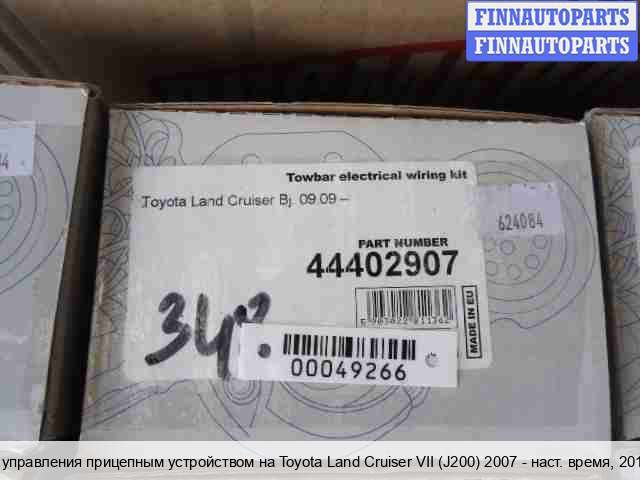 FINNAUTOPARTS
FINNAUTOPARTS
Towbar electrical wiring kit
Toyota Land Cruiser Bj. 09.09 –
624084
PART NUMBER
44402907
MADE IN EU
00049266
управления прицепным устройством на Toyota Land Cruiser VII (J200) 2007 - наст. время, 201